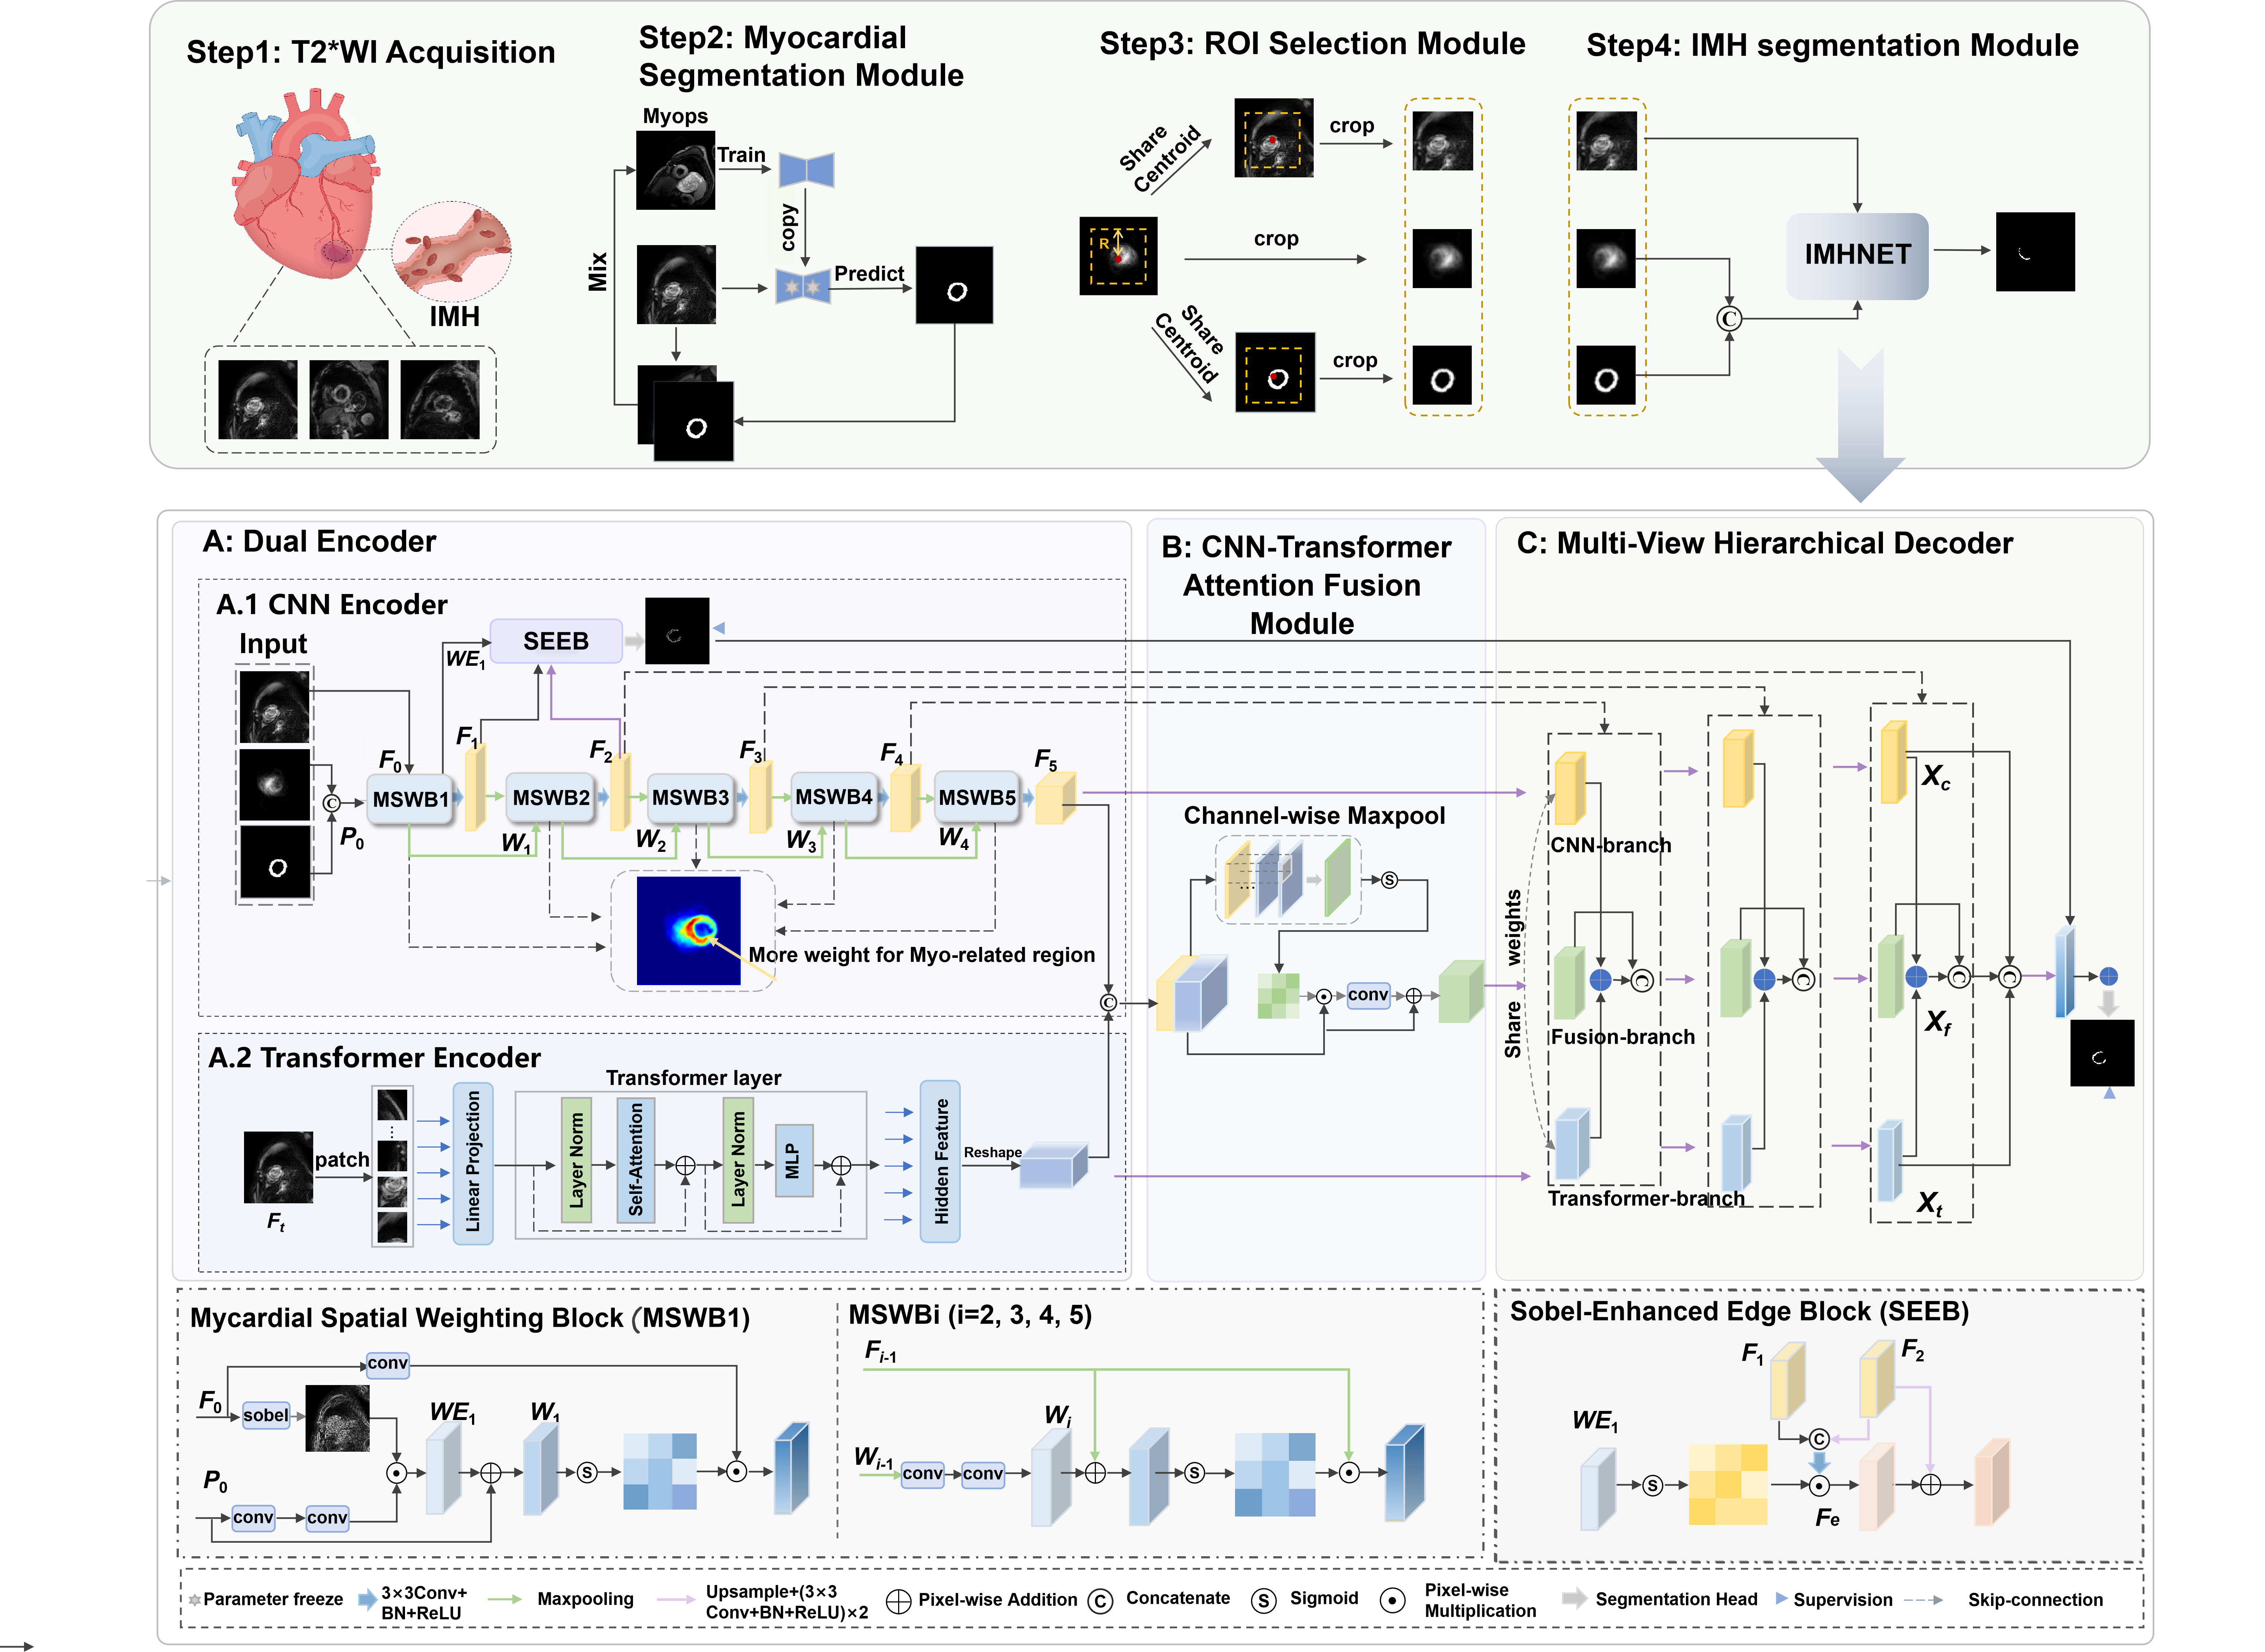 Step1: T2*WI Acquisition
IMH
Step2: Myocardial
Segmentation Module
Myops
Train
copy
Mix
Predict
Step3: ROI Selection Module
Share
Centroid
crop
R
crop
Share
Centroid
crop
Step4: IMH segmentation Module
IMHNET
C
A: Dual Encoder
A.1 CNN Encoder
Input
SEEB
WE1
F0
F1
F2
F3
F4
F5
C
P0
MSWB1
MSWB2
MSWB3
MSWB4
MSWB5
W1
W2
W3
W4
More weight for Myo-related region
C
A.2 Transformer Encoder
Transformer layer
patch
Ft
Linear Projection
Layer Norm
Self-Attention
Layer Norm
MLP
Hidden Feature
Reshape
B: CNN-Transformer
Attention Fusion
Module
Channel-wise Maxpool
...
S
conv
C: Multi-View Hierarchical Decoder
Share weights
CNN-branch
Fusion-branch
Transformer-branch
C
C
C
C
Xc
Xf
Xt
Mycardial Spatial Weighting Block (MSWB1)
conv
F0
sobel
WE1
W1
S
P0
conv
conv
MSWBi (i=2, 3, 4, 5)
Fi-1
Wi
Wi-1
conv
conv
S
Sobel-Enhanced Edge Block (SEEB)
F1
F2
WE1
C
S
Fe
Parameter freeze
3×3Conv+
BN+ReLU
Maxpooling
Upsample+(3×3
Conv+BN+ReLU)×2
Pixel-wise Addition
C
Concatenate
S
Sigmoid
Pixel-wise
Multiplication
Segmentation Head
Supervision
Skip-connection